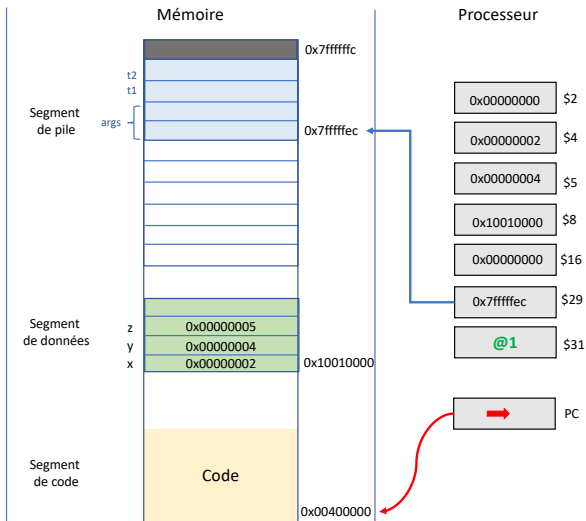 Mémoire
Processeur
0x7ffffffc
t2
t1
args
Segment
de pile
0x7fffffec
0x00000000 $2
0x00000002 $4
0x00000004 $5
0x10010000 $8
0x00000000 $16
0x7fffffec $29
@1 $31
PC
Segment
de données
z 0x00000005
y 0x00000004
x 0x00000002 0x10010000
Segment
de code
Code
0x00400000